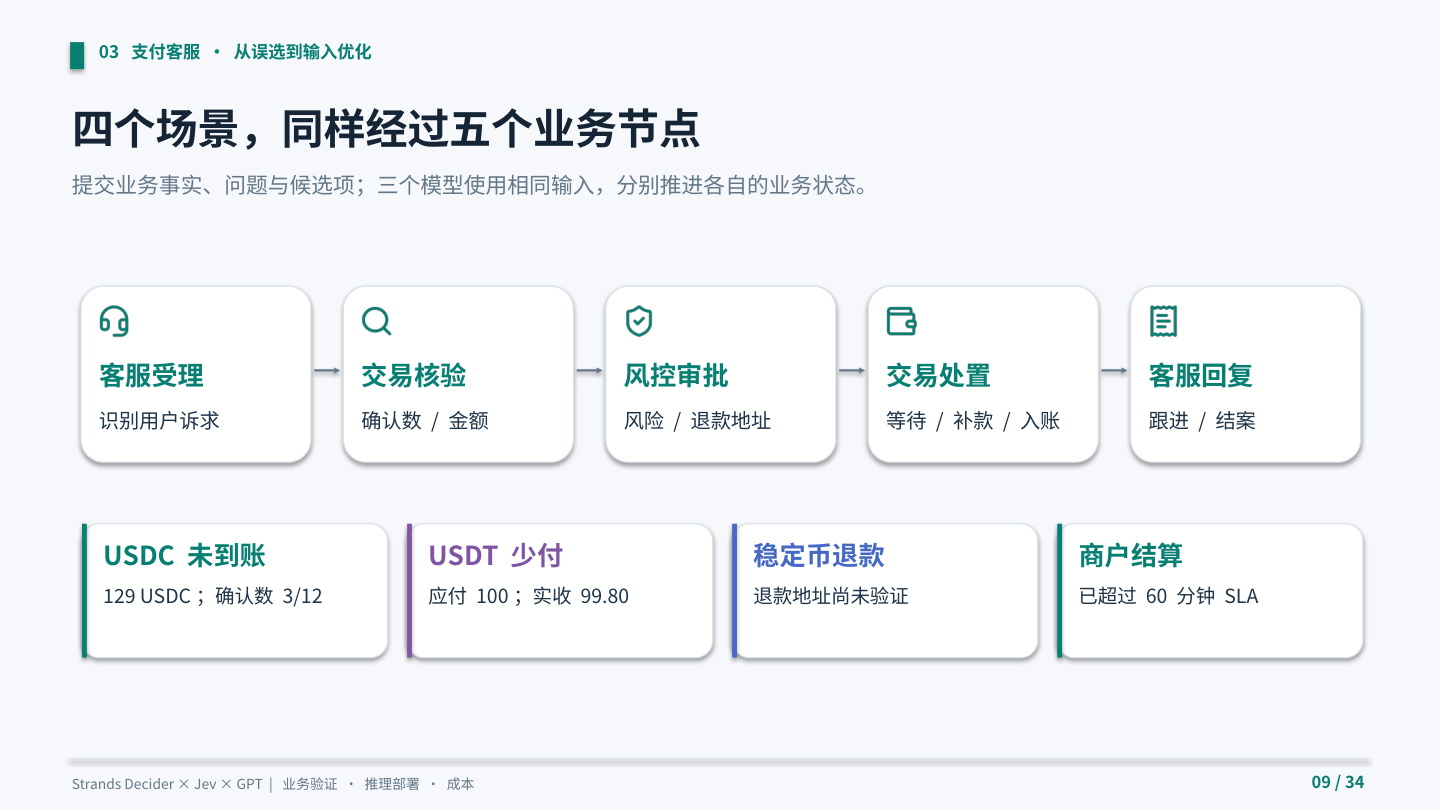 03 支付客服 · 从误选到输入优化
四个场景，同样经过五个业务节点
提交业务事实、问题与候选项；三个模型使用相同输入，分别推进各自的业务状态。
客服受理
识别用户诉求
交易核验
确认数 / 金额
风控审批
风险 / 退款地址
交易处置
等待 / 补款 / 入账
客服回复
跟进 / 结案
USDC 未到账
129 USDC；确认数 3/12
USDT 少付
应付 100；实收 99.80
稳定币退款
退款地址尚未验证
商户结算
已超过 60 分钟 SLA
Strands Decider × Jev × GPT | 业务验证 · 推理部署 · 成本
09 / 34